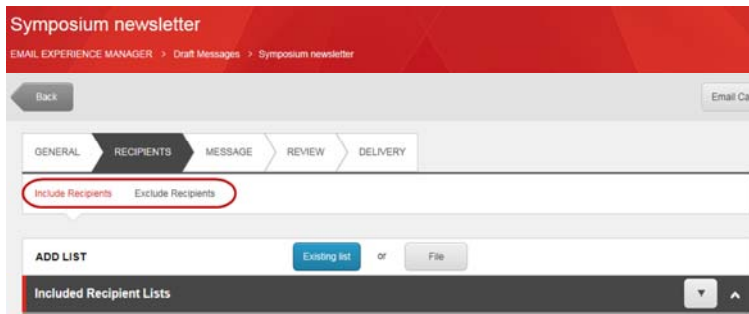 Symposium newsletter
EMAIL EXPERIENCE MANAGER > Draft Messages > Symposium newsletter
Back
Email Ca
GENERAL RECIPIENTS MESSAGE REVIEW DELIVERY
Include Recipients Exclude Recipients
ADD LIST Existing list or File
Included Recipient Lists